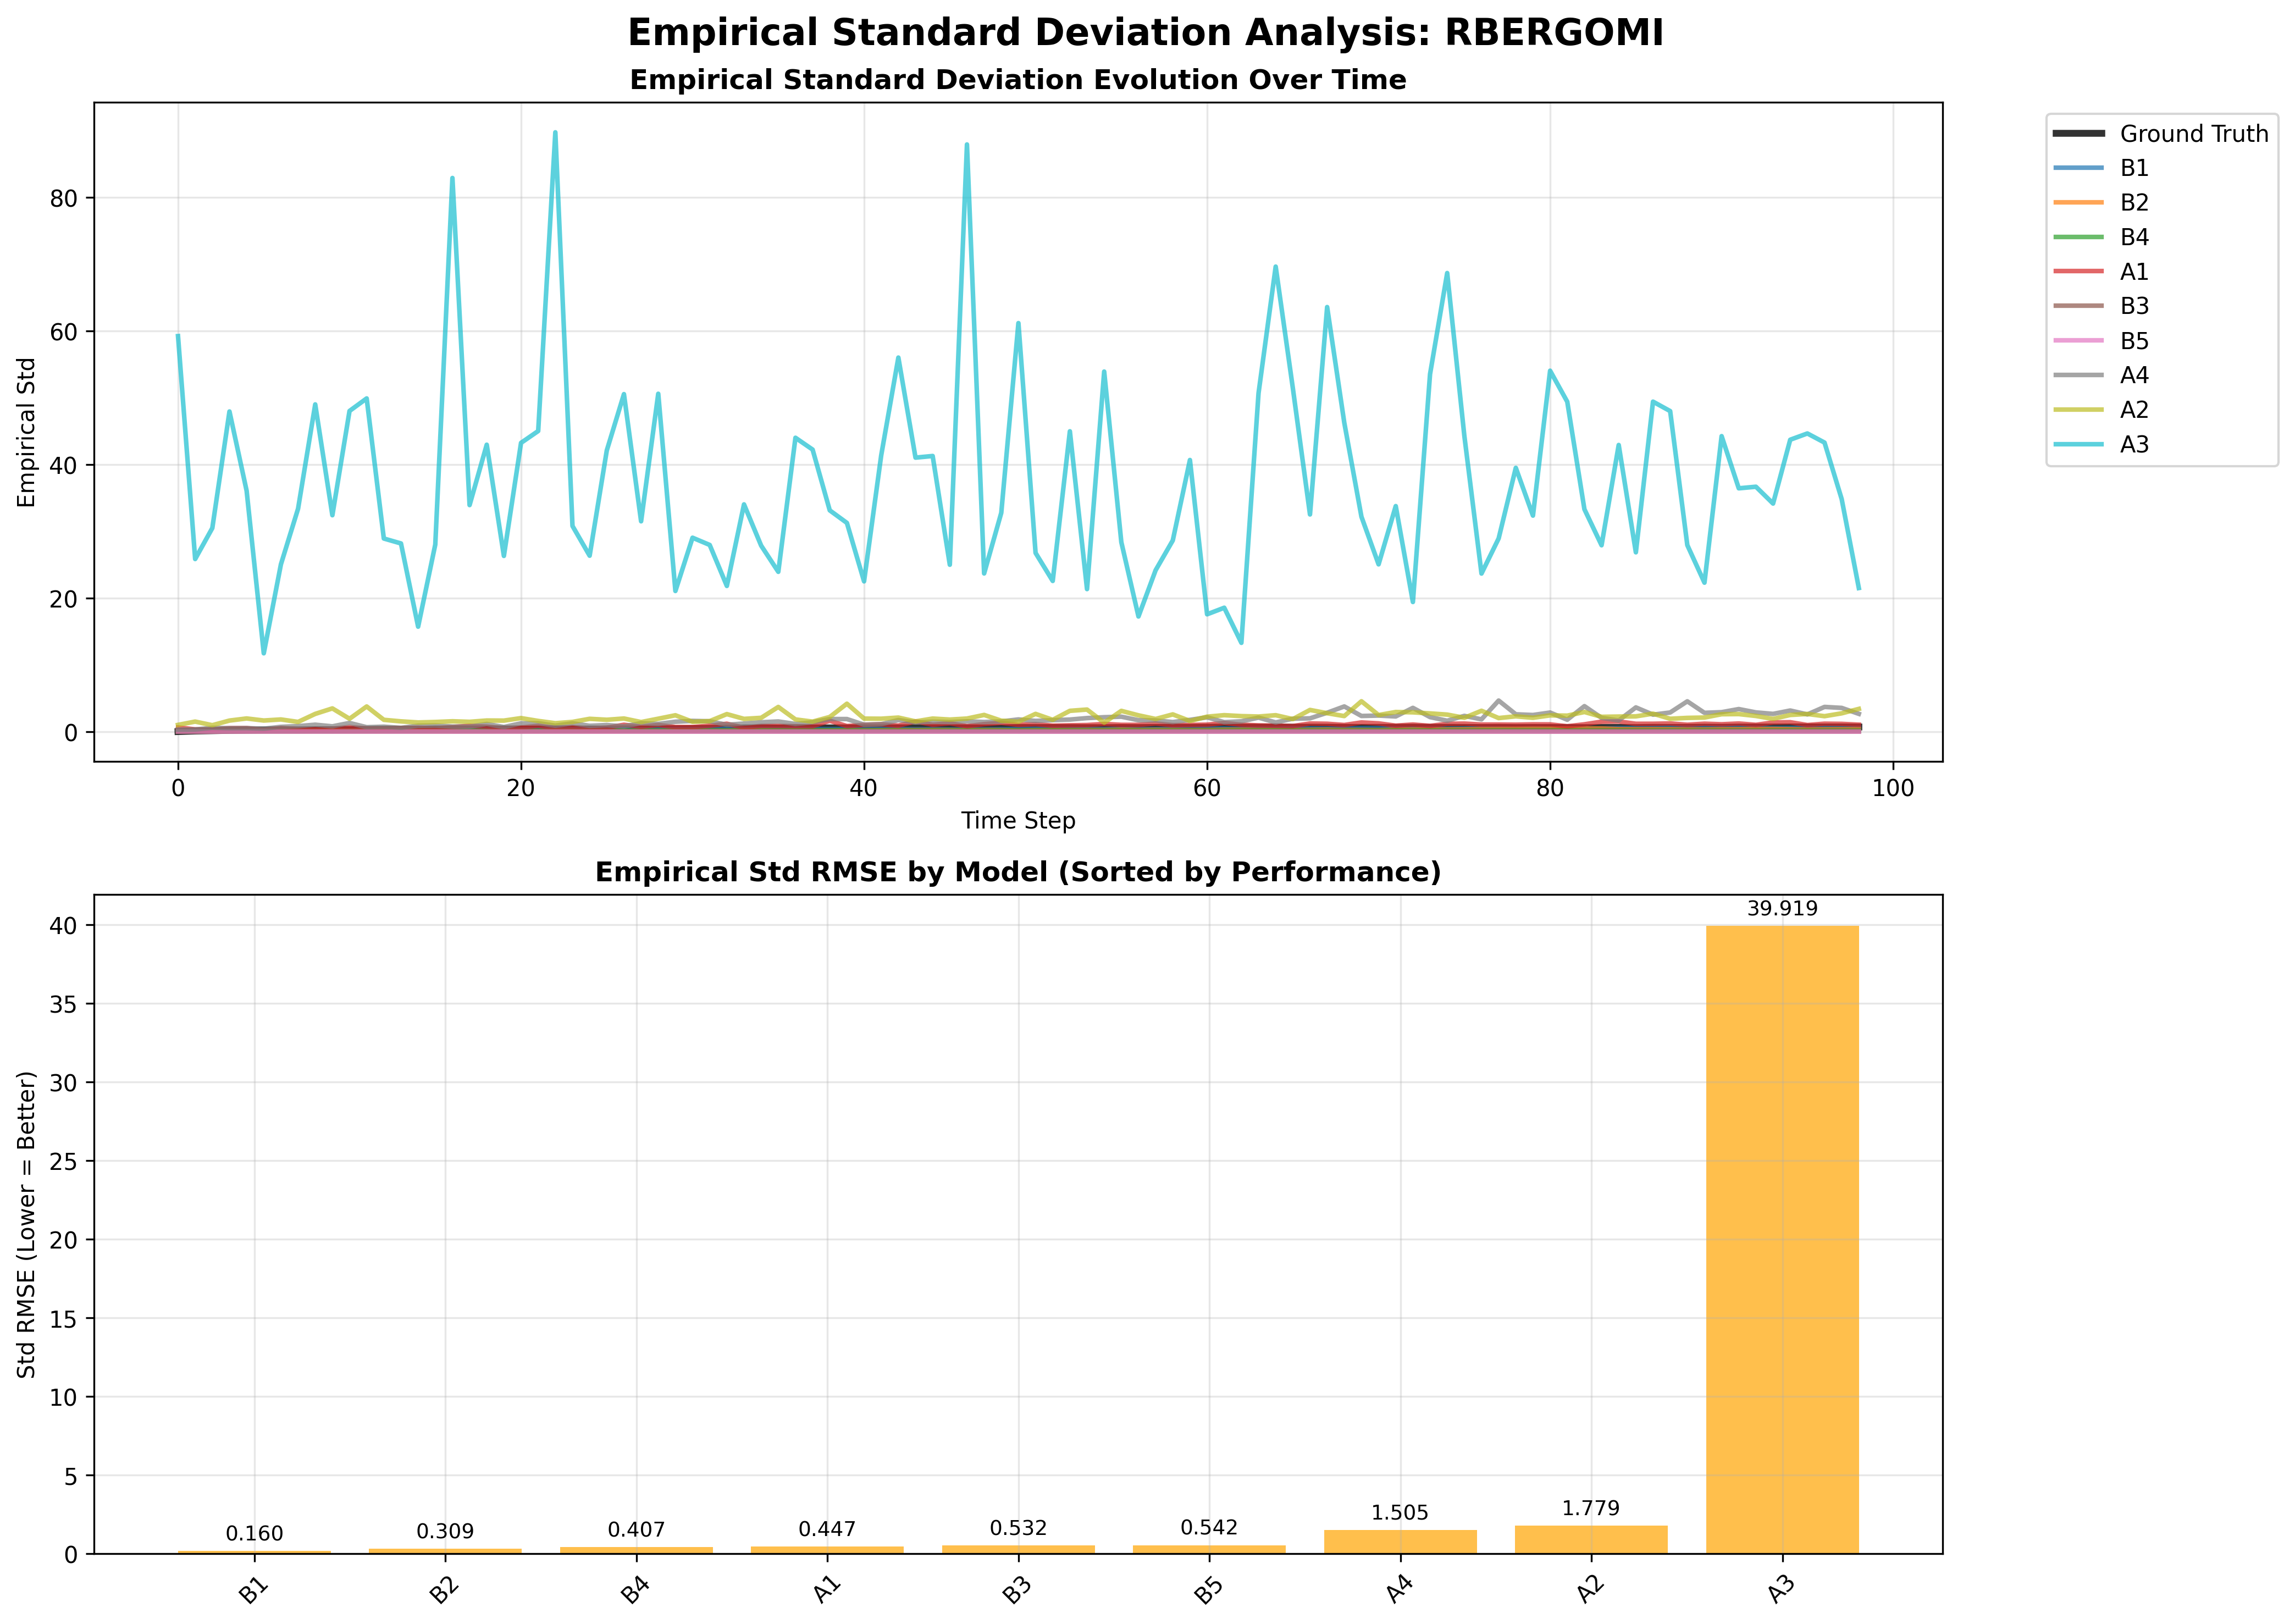 Empirical Standard Deviation Analysis: RBERGOMI
Empirical Standard Deviation Evolution Over Time
Empirical Std
80
60
40
20
0
0 20 40 60 80 100
Time Step
Ground Truth
B1
B2
B4
A1
B3
B5
A4
A2
A3
Empirical Std RMSE by Model (Sorted by Performance)
Std RMSE (Lower = Better)
40
35
30
25
20
15
10
5
0
0.160 0.309 0.407 0.447 0.532 0.542 1.505 1.779 39.919
B1 B2 B4 A1 B3 B5 A4 A2 A3